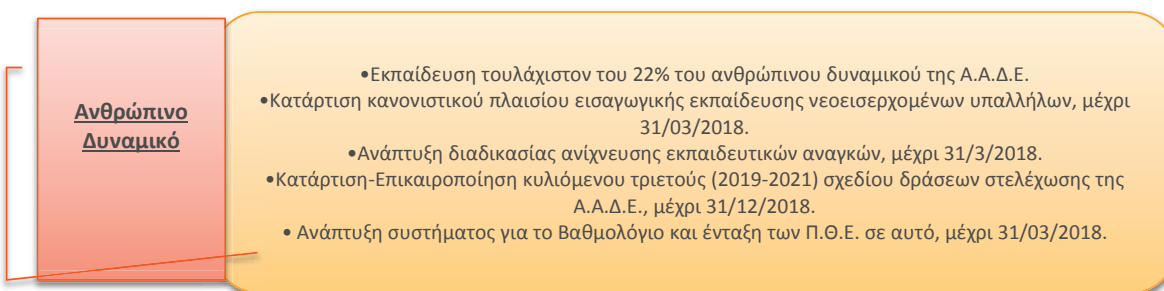 Ανθρώπινο
Δυναμικό
•Εκπαίδευση τουλάχιστον του 22% του ανθρώπινου δυναμικού της Α.Α.Δ.Ε.
•Κατάρτιση κανονιστικού πλαισίου εισαγωγικής εκπαίδευσης νεοεισερχομένων υπαλλήλων, μέχρι
31/03/2018.
•Ανάπτυξη διαδικασίας ανίχνευσης εκπαιδευτικών αναγκών, μέχρι 31/3/2018.
•Κατάρτιση-Επικαιροποίηση κυλιόμενου τριετούς (2019-2021) σχεδίου δράσεων στελέχωσης της
Α.Α.Δ.Ε., μέχρι 31/12/2018.
• Ανάπτυξη συστήματος για το Βαθμολόγιο και ένταξη των Π.Θ.Ε. σε αυτό, μέχρι 31/03/2018.